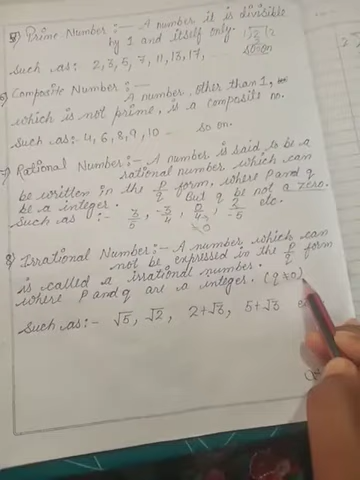 5) Prime Number :- A number it is divisible
by 1 and itself only.
Such as: 2, 3, 5, 7, 11, 13, 17, soon
6) Composite Number :-
A number, other than 1,
which is not prime, is a composite no.
Such as:- 4, 6, 8, 9, 10 - so on.
7) Rational Number :- A number is said to be a
rational number which can
be written in the p/q form, where p and q
be a integer. But q be not a zero.
Such as :- 3/5, -3/4, 0/4, 2/-5 etc.
=0
8) Irrational Number :- A number which can
not be expressed in the p/q form
is called a irrational number.
where p and q are a integer. (q≠0)
Such as:- √5, √2, 2+√3, 5+√3